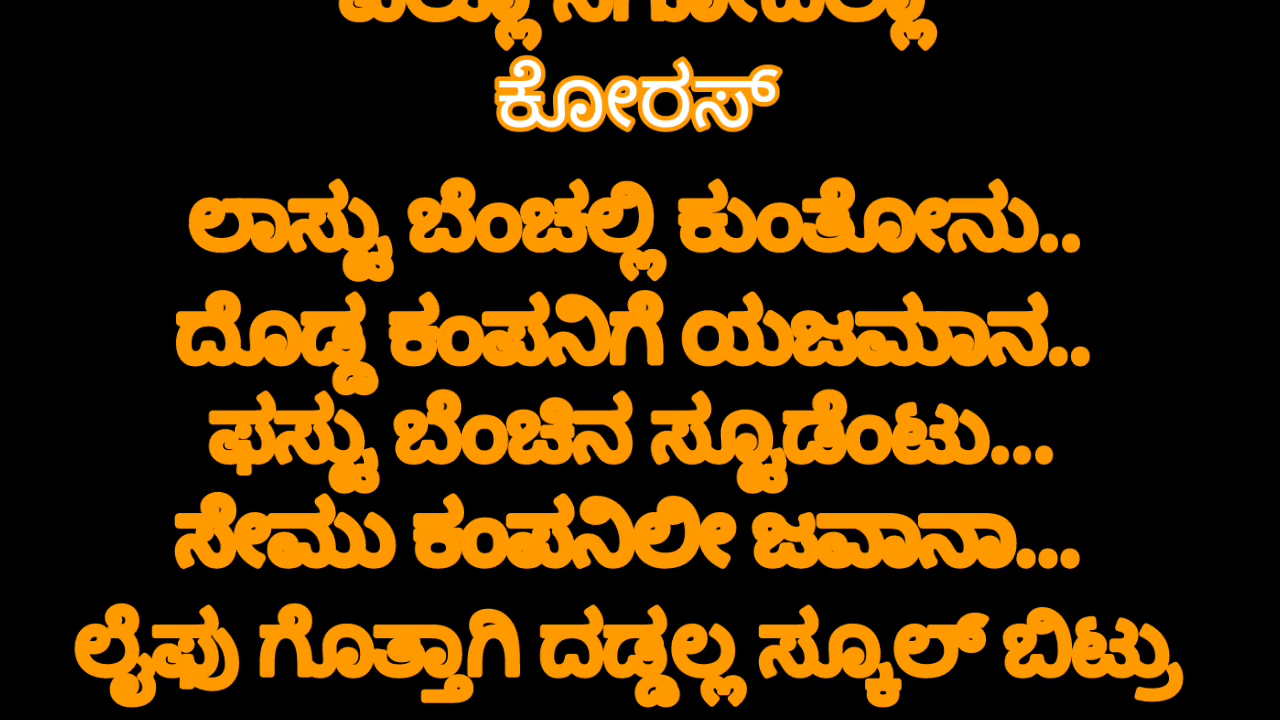 ಕೋರಸ್
ಲಾಸ್ಟು ಬೆಂಚಲ್ಲಿ ಕುಂತೋನು..
ದೊಡ್ಡ ಕಂಪನಿಗೆ ಯಜಮಾನ..
ಫಸ್ಟು ಬೆಂಚಿನ ಸ್ಟೂಡೆಂಟು...
ಸೇಮು ಕಂಪನಿಲೀ ಜವಾನಾ...
ಲೈಫು ಗೊತ್ತಾಗಿ ದಡ್ಡಲ್ಲ ಸ್ಕೂಲ್ ಬಿಟ್ರು